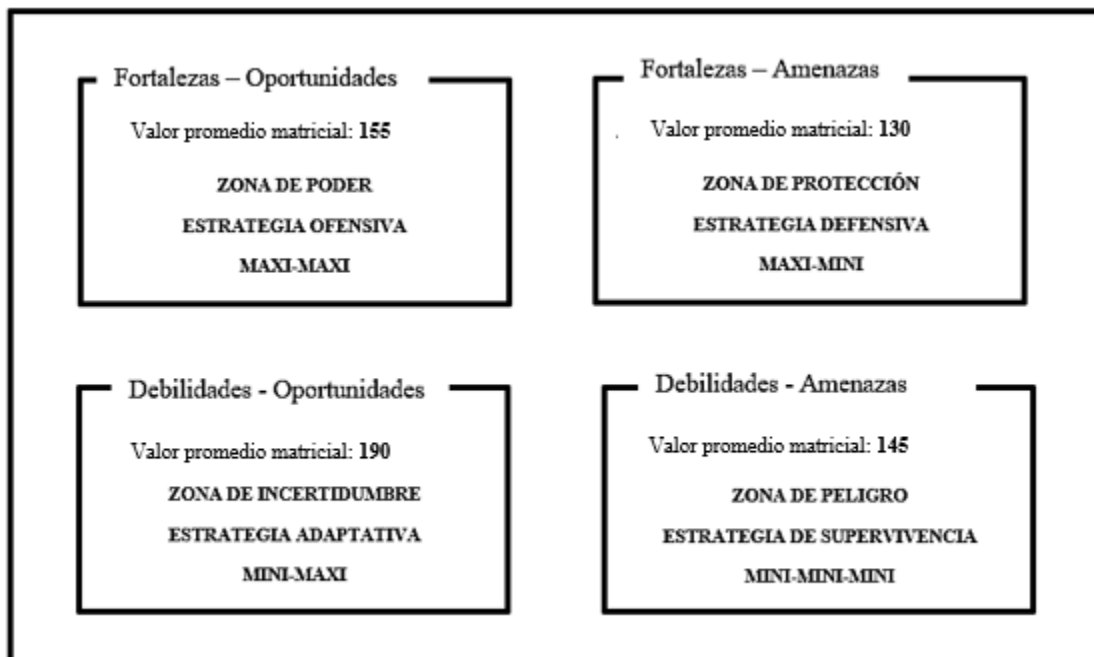 Fortalezas – Oportunidades
Valor promedio matricial: 155
ZONA DE PODER
ESTRATEGIA OFENSIVA
MAXI-MAXI
Fortalezas – Amenazas
Valor promedio matricial: 130
ZONA DE PROTECCIÓN
ESTRATEGIA DEFENSIVA
MAXI-MINI
Debilidades - Oportunidades
Valor promedio matricial: 190
ZONA DE INCERTIDUMBRE
ESTRATEGIA ADAPTATIVA
MINI-MAXI
Debilidades - Amenazas
Valor promedio matricial: 145
ZONA DE PELIGRO
ESTRATEGIA DE SUPERVIVENCIA
MINI-MINI-MINI